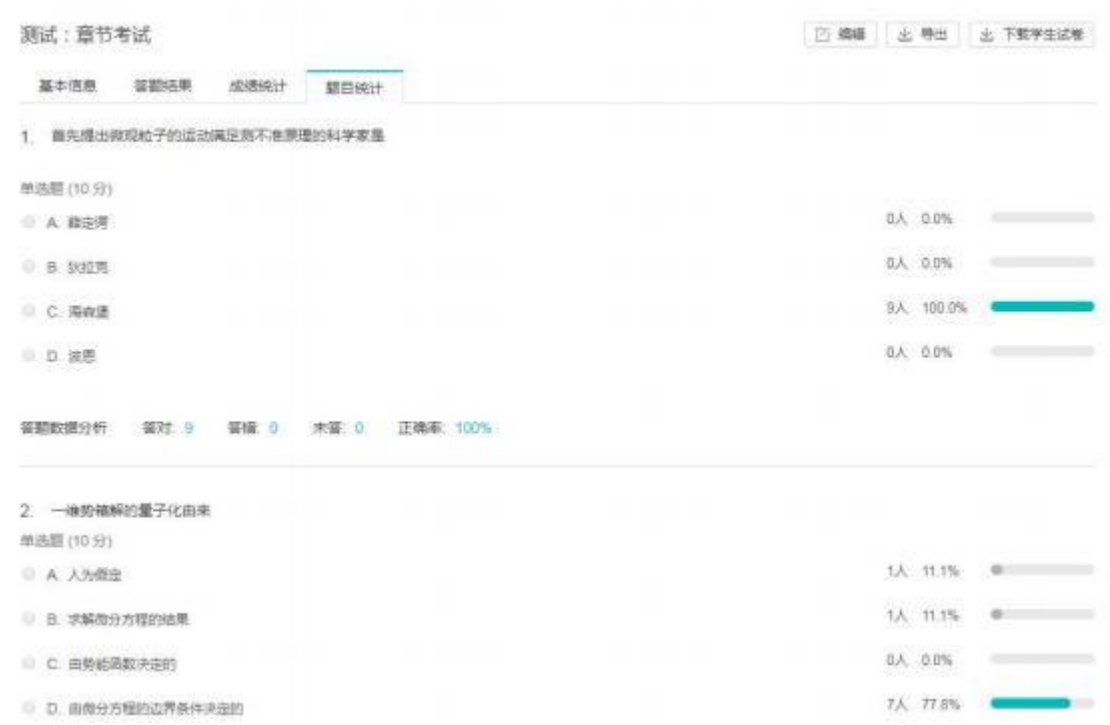 测试：章节考试
编辑 导出 下载学生试卷
基本信息 答题结果 成绩统计 题目统计
1. 首先提出微观粒子的运动满足测不准原理的科学家是
单选题 (10 分)
A. 薛定谔 0人 0.0%
B. 狄拉克 0人 0.0%
C. 海森堡 9人 100.0%
D. 波恩 0人 0.0%
答题数据分析 答对: 9 答错: 0 未答: 0 正确率: 100%
2. 一维势箱解的量子化由来
单选题 (10 分)
A. 人为假定 1人 11.1%
B. 求解微分方程的结果 1人 11.1%
C. 由势能函数决定的 0人 0.0%
D. 由微分方程的边界条件决定的 7人 77.8%